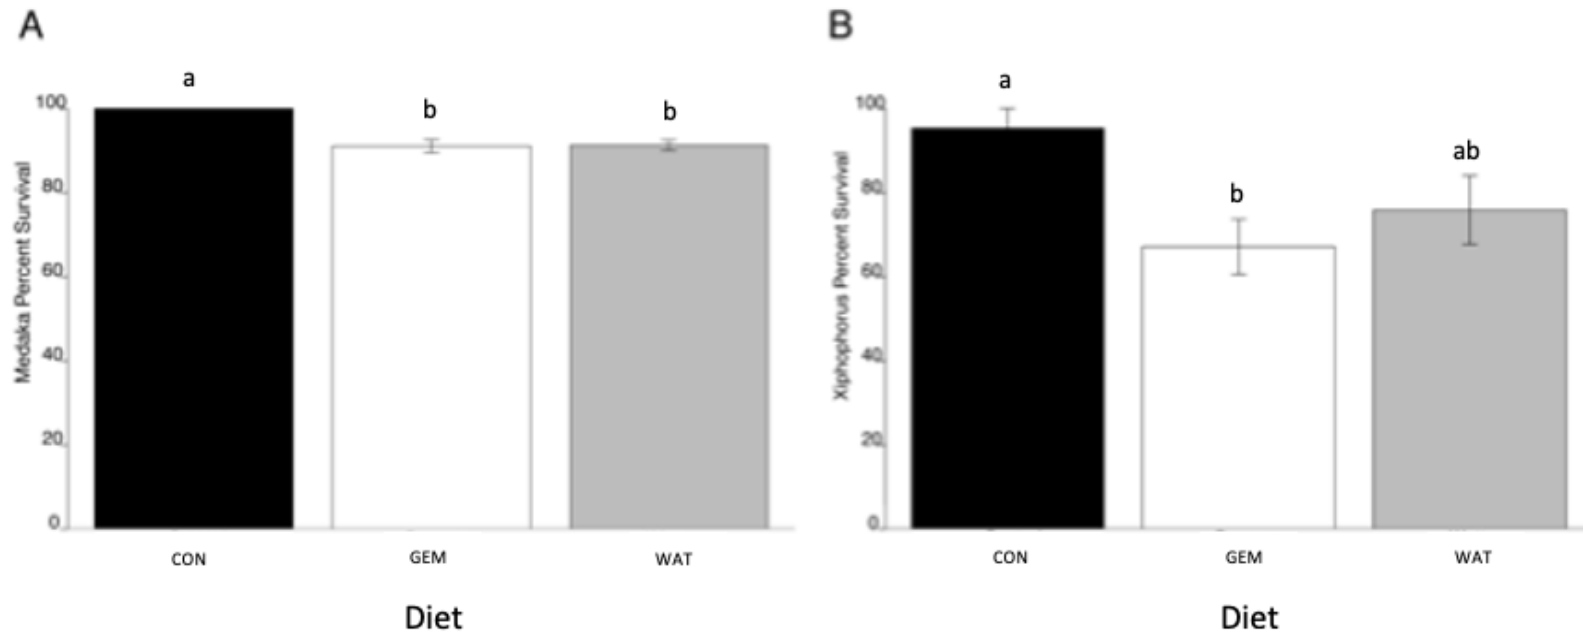 A
a
b
b
100
80
60
40
20
0
Medaka Percent Survival
CON
GEM
WAT
Diet
B
a
b
ab
100
80
60
40
20
0
Xiphophorus Percent Survival
CON
GEM
WAT
Diet